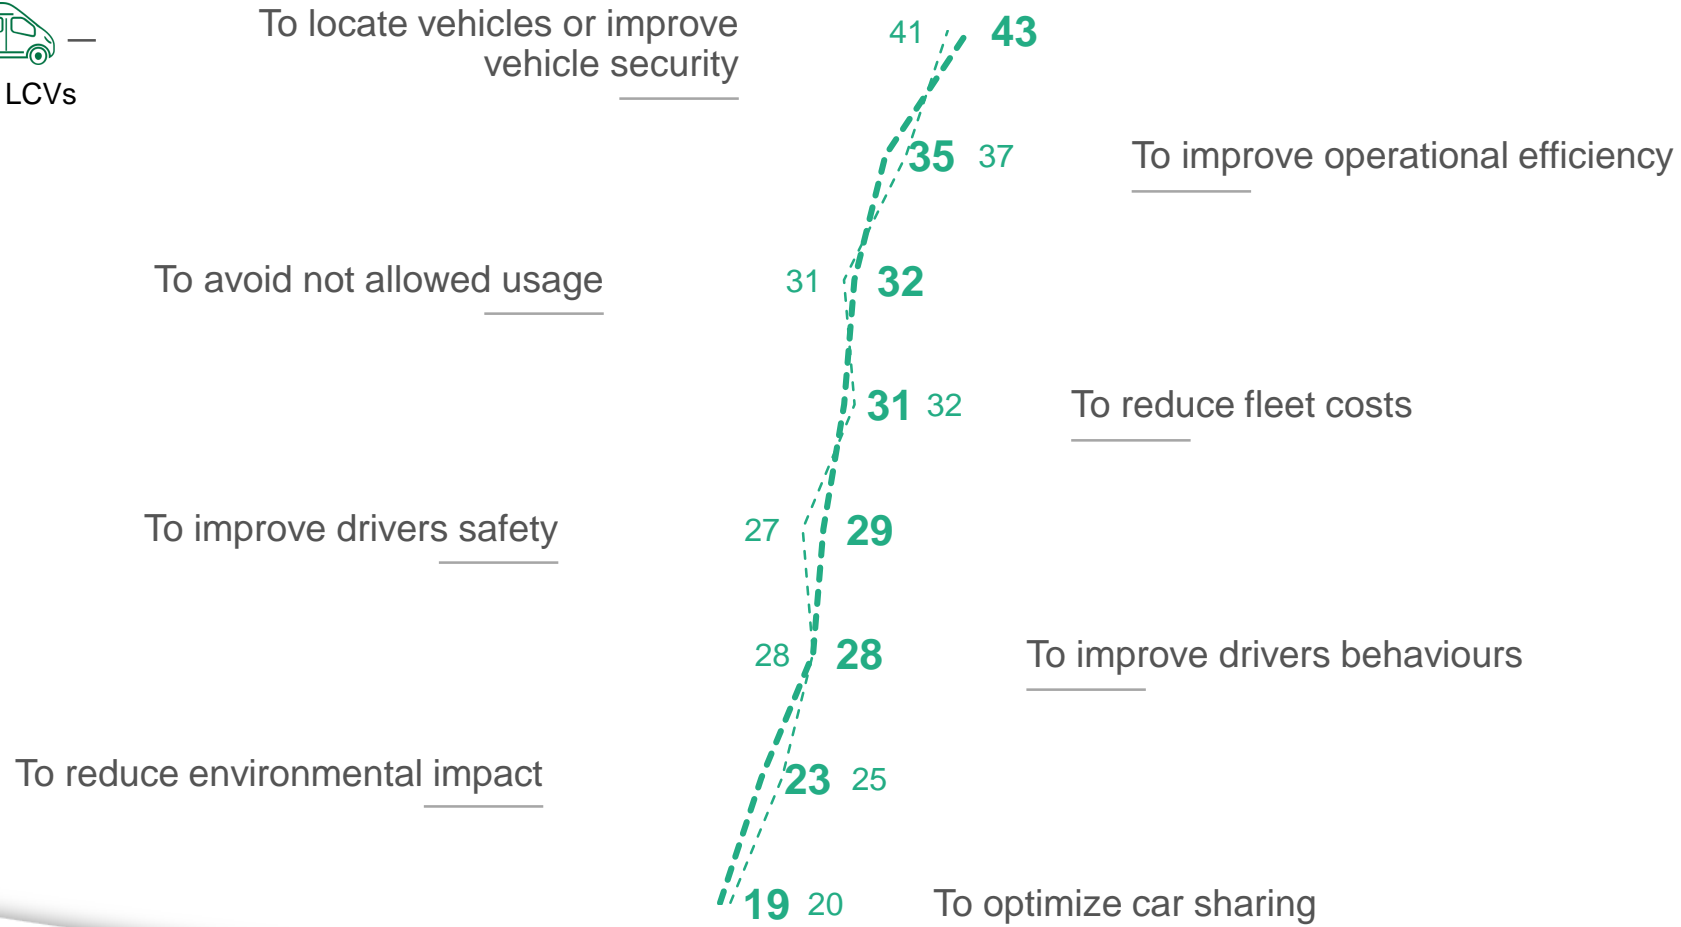 LCVs
To locate vehicles or improve
vehicle security
41 43
35 37 To improve operational efficiency
To avoid not allowed usage 31 32
31 32 To reduce fleet costs
To improve drivers safety 27 29
28 28 To improve drivers behaviours
To reduce environmental impact 23 25
19 20 To optimize car sharing